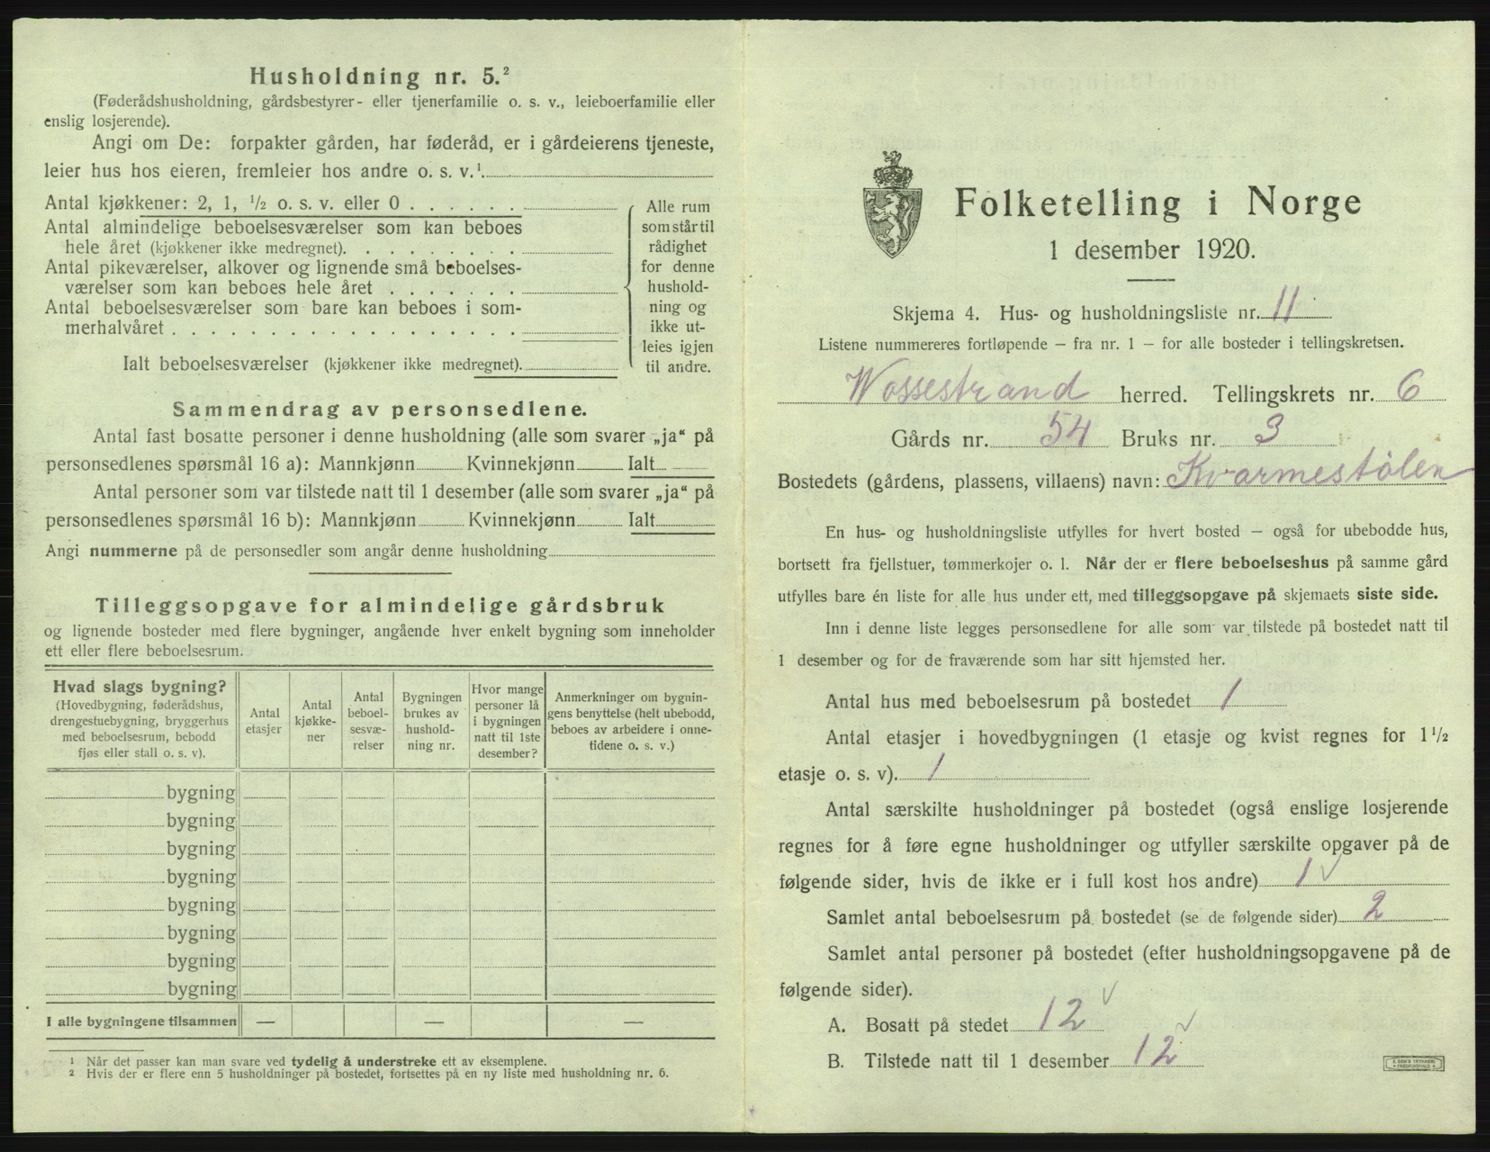 Husholdning nr. 5.²
(Føderådshusholdning, gårdsbestyrer- eller tjenerfamilie o. s. v., leieboerfamilie eller
enslig losjerende).
Angi om De: forpakter gården, har føderåd, er i gårdeierens tjeneste,
leier hus hos eieren, fremleier hos andre o. s. v.¹
Antal kjøkkener: 2, 1, ½ o. s. v. eller 0 . . . . . .
Antal almindelige beboelsesværelser som kan beboes
hele året (kjøkkener ikke medregnet). . . . . . . . .
Antal pikeværelser, alkover og lignende små beboelses-
værelser som kan beboes hele året . . . . . . .
Antal beboelsesværelser som bare kan beboes i som-
merhalvåret . . . . . . . . . . . . . . . . . .
Ialt beboelsesværelser (kjøkkener ikke medregnet).
Alle rum
som står til
rådighet
for denne
hushold-
ning og
ikke ut-
leies igjen
til andre.
Sammendrag av personsedlene.
Antal fast bosatte personer i denne husholdning (alle som svarer „ja“ på
personsedlenes spørsmål 16 a): Mannkjønn Kvinnekjønn Ialt
Antal personer som var tilstede natt til 1 desember (alle som svarer „ja“ på
personsedlenes spørsmål 16 b): Mannkjønn Kvinnekjønn Ialt
Angi nummerne på de personsedler som angår denne husholdning
Tilleggsopgave for almindelige gårdsbruk
og lignende bosteder med flere bygninger, angående hver enkelt bygning som inneholder
ett eller flere beboelsesrum.
Hvad slags bygning?
(Hovedbygning, føderådshus,
drengestuebygning, bryggerhus
med beboelsesrum, bebodd
fjøs eller stall o. s. v).
Antal
etasjer
Antal
kjøkke-
ner
Antal
beboel-
sesvæ-
relser
Bygningen
brukes av
hushold-
ning nr.
Hvor mange
personer lå
i bygningen
natt til 1ste
desember?
Anmerkninger om bygnin-
gens benyttelse (helt ubebodd,
beboes av arbeidere i onne-
tidene o. s. v.)
bygning
bygning
bygning
bygning
bygning
bygning
bygning
bygning
I alle bygningene tilsammen — — —
¹ Når det passer kan man svare ved tydelig å understreke ett av eksemplene.
² Hvis der er flere enn 5 husholdninger på bostedet, fortsettes på en ny liste med husholdning nr. 6.
Folketelling i Norge
1 desember 1920.
Skjema 4. Hus- og husholdningsliste nr. 11
Listene nummereres fortløpende – fra nr. 1 – for alle bosteder i tellingskretsen.
Vossestrand herred. Tellingskrets nr. 6
Gårds nr. 54 Bruks nr. 3
Bostedets (gårdens, plassens, villaens) navn: Kvarmestølen
En hus- og husholdningsliste utfylles for hvert bosted – også for ubebodde hus,
bortsett fra fjellstuer, tømmerkojer o. l. Når der er flere beboelseshus på samme gård
utfylles bare én liste for alle hus under ett, med tilleggsopgave på skjemaets siste side.
Inn i denne liste legges personsedlene for alle som var tilstede på bostedet natt til
1 desember og for de fraværende som har sitt hjemsted her.
Antal hus med beboelsesrum på bostedet 1
Antal etasjer i hovedbygningen (1 etasje og kvist regnes for 1½
etasje o. s. v). 1
Antal særskilte husholdninger på bostedet (også enslige losjerende
regnes for å føre egne husholdninger og utfyller særskilte opgaver på de
følgende sider, hvis de ikke er i full kost hos andre) 1 ✓
Samlet antal beboelsesrum på bostedet (se de følgende sider) 2
Samlet antal personer på bostedet (efter husholdningsopgavene på de
følgende sider).
A. Bosatt på stedet 12 ✓
B. Tilstede natt til 1 desember 12 ✓